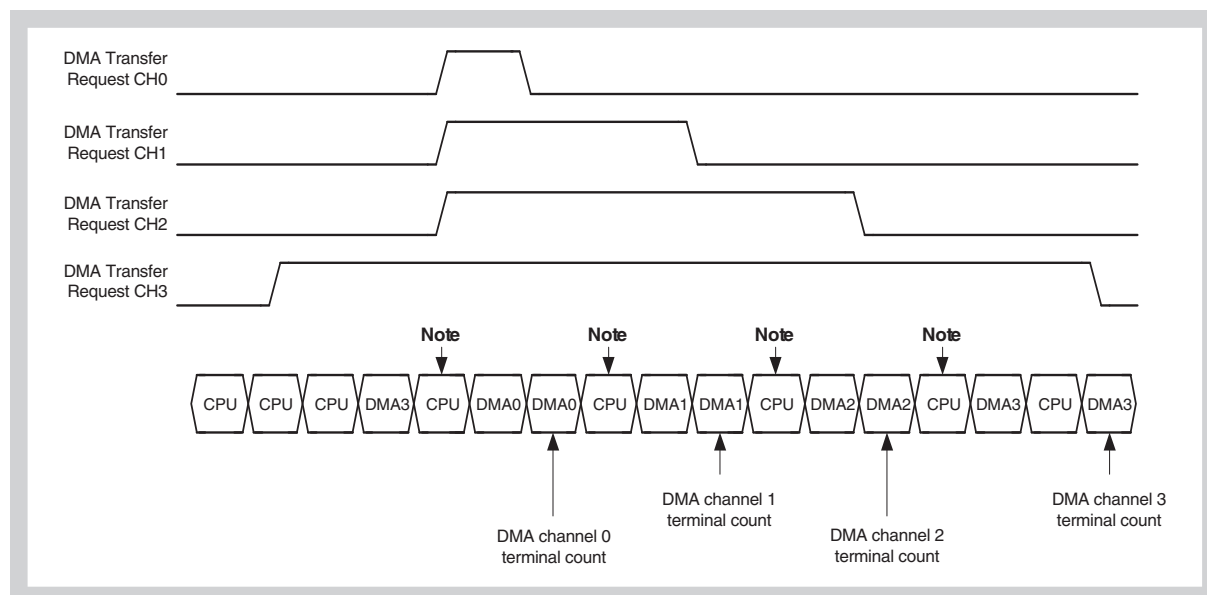 DMA Transfer
Request CH0
DMA Transfer
Request CH1
DMA Transfer
Request CH2
DMA Transfer
Request CH3
Note Note Note Note
CPU CPU CPU DMA3 CPU DMA0 DMA0 CPU DMA1 DMA1 CPU DMA2 DMA2 CPU DMA3 CPU DMA3
DMA channel 0
terminal count
DMA channel 1
terminal count
DMA channel 2
terminal count
DMA channel 3
terminal count